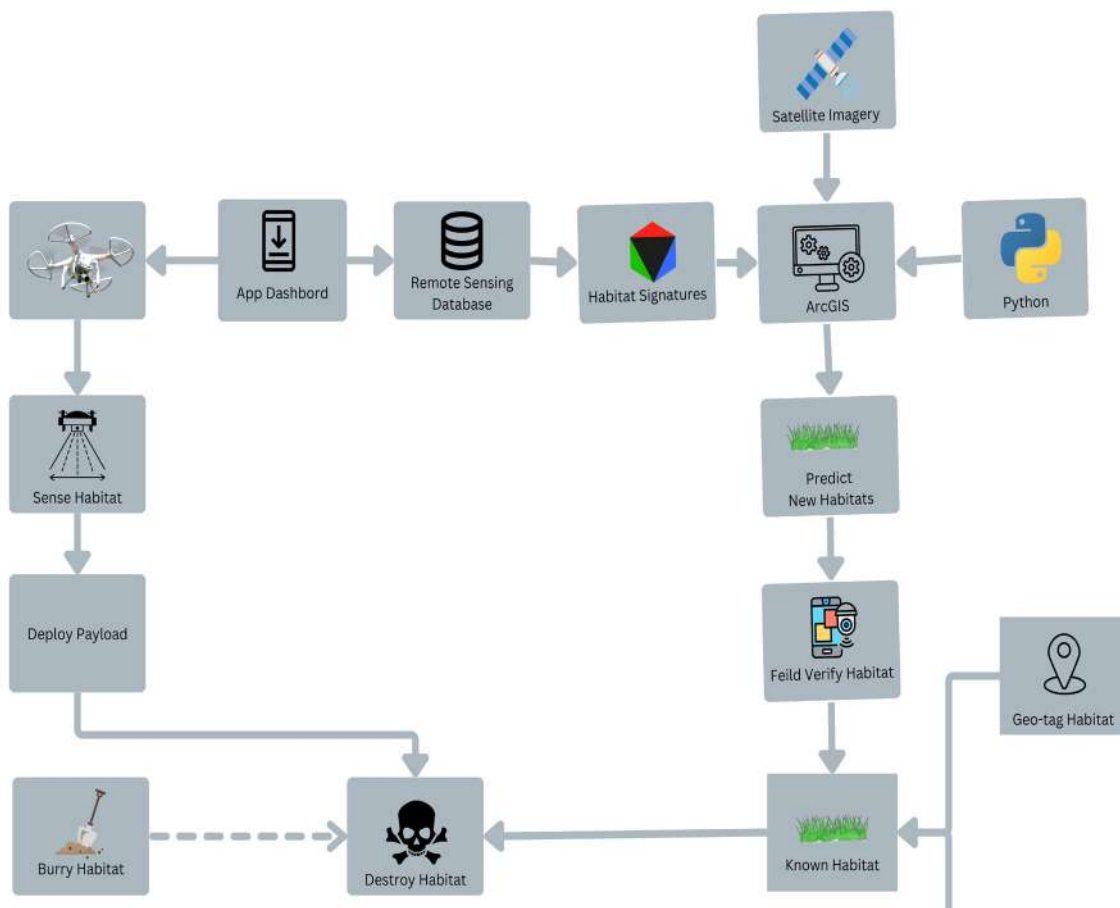 Satellite Imagery
App Dashbord
Remote Sensing
Database
Habitat Signatures
ArcGIS
Python
Sense Habitat
Predict
New Habitats
Deploy Payload
Feild Verify Habitat
Geo-tag Habitat
Burry Habitat
Destroy Habitat
Known Habitat